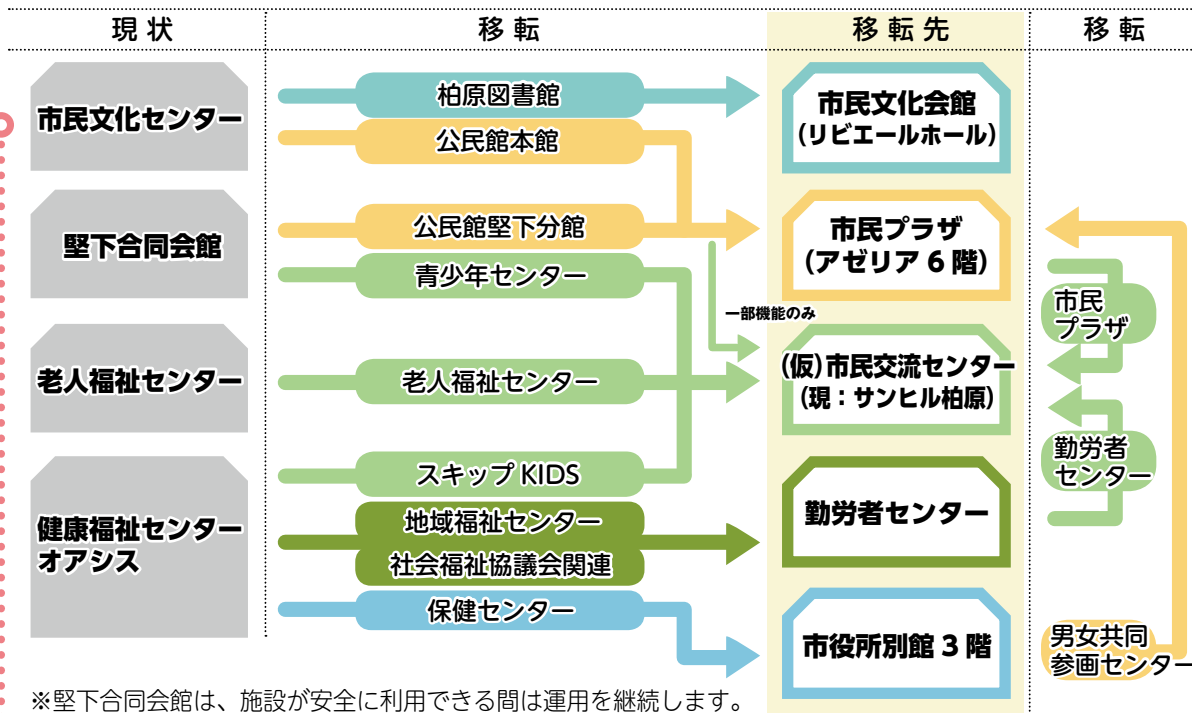 現状
移転
移転先
移転
市民文化センター
柏原図書館
公民館本館
市民文化会館
(リビエールホール)
堅下合同会館
公民館堅下分館
青少年センター
市民プラザ
(アゼリア6階)
一部機能のみ
市民
プラザ
老人福祉センター
老人福祉センター
(仮)市民交流センター
(現：サンヒル柏原)
勤労者
センター
健康福祉センター
オアシス
スキップKIDS
地域福祉センター
社会福祉協議会関連
保健センター
勤労者センター
市役所別館3階
男女共同
参画センター
※堅下合同会館は、施設が安全に利用できる間は運用を継続します。